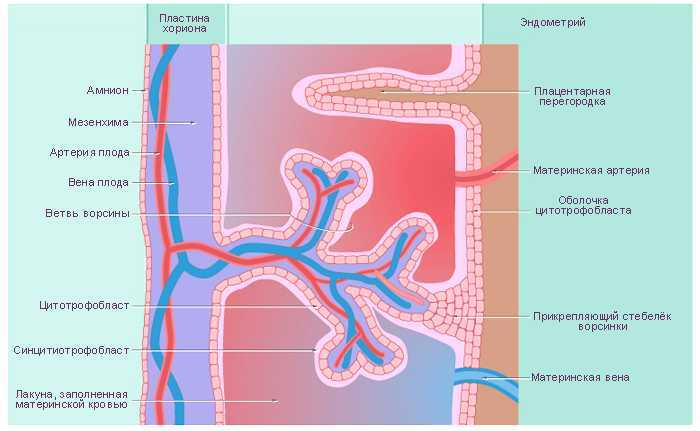 Пластина
хориона
Эндометрий
Амнион
Мезенхима
Артерия плода
Вена плода
Ветвь ворсины
Цитотрофобласт
Синцитиотрофобласт
Лакуна, заполненная
материнской кровью
Плацентарная
перегородка
Материнская артерия
Оболочка
цитотрофобласта
Прикрепляющий стебелёк
ворсинки
Материнская вена